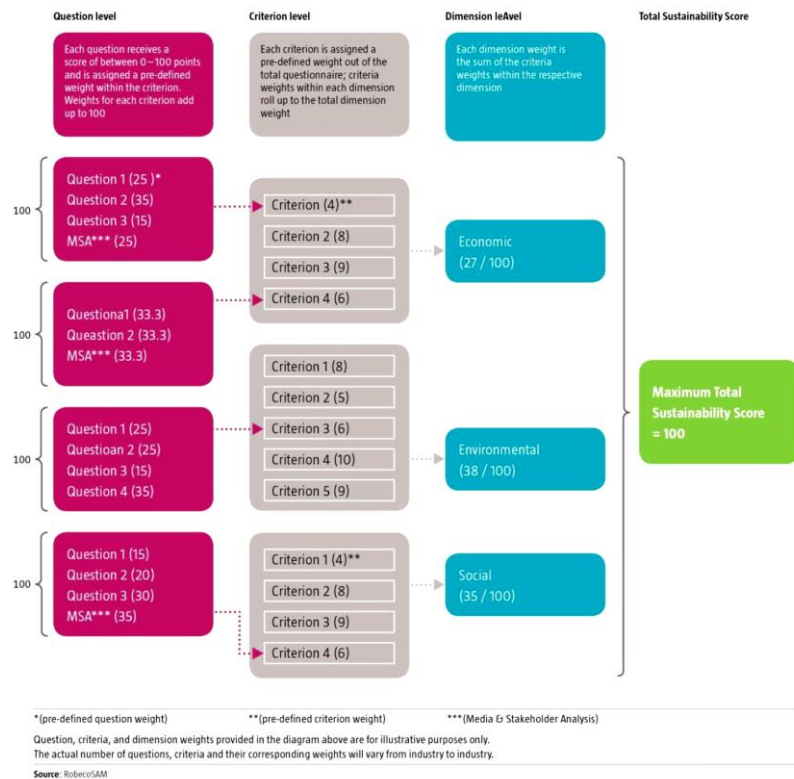 Question level
Criterion level
Dimension leAvel
Total Sustainability Score
Each question receives a
score of between 0–100 points
and is assigned a pre-defined
weight within the criterion.
Weights for each criterion add
up to 100
Each criterion is assigned a
pre-defined weight out of the
total questionnaire; criteria
weights within each dimension
roll up to the total dimension
weight
Each dimension weight is
the sum of the criteria
weights within the respective
dimension
100
Question 1 (25 )*
Question 2 (35)
Question 3 (15)
MSA*** (25)
100
Questiona1 (33.3)
Queastion 2 (33.3)
MSA*** (33.3)
100
Question 1 (25)
Questioan 2 (25)
Question 3 (15)
Question 4 (35)
100
Question 1 (15)
Question 2 (20)
Question 3 (30)
MSA*** (35)
Criterion (4)**
Criterion 2 (8)
Criterion 3 (9)
Criterion 4 (6)
Criterion 1 (8)
Criterion 2 (5)
Criterion 3 (6)
Criterion 4 (10)
Criterion 5 (9)
Criterion 1 (4)**
Criterion 2 (8)
Criterion 3 (9)
Criterion 4 (6)
Economic
(27 / 100)
Environmental
(38 / 100)
Social
(35 / 100)
Maximum Total
Sustainability Score
= 100
*(pre-defined question weight)
**(pre-defined criterion weight)
***(Media & Stakeholder Analysis)
Question, criteria, and dimension weights provided in the diagram above are for illustrative purposes only.
The actual number of questions, criteria and their corresponding weights will vary from industry to industry.
Source: RobecoSAM